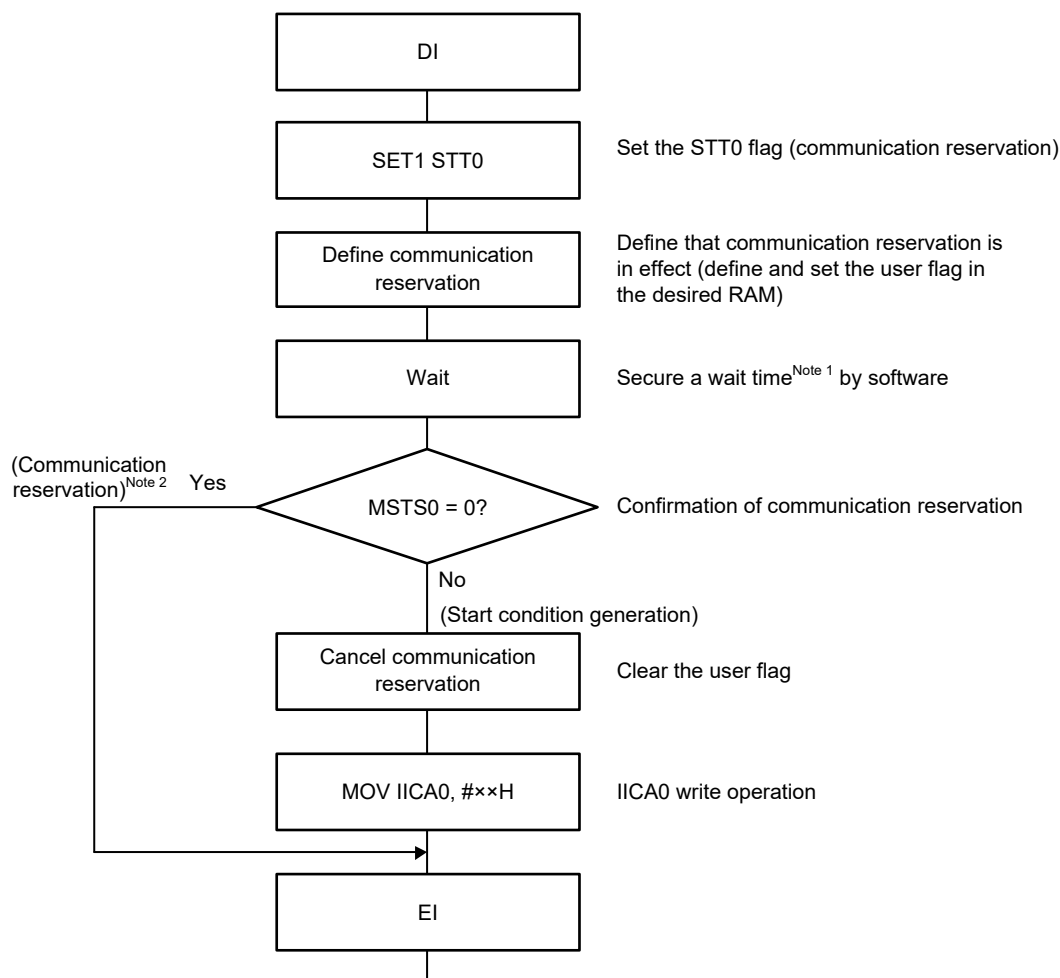 DI
SET1 STT0
Set the STT0 flag (communication reservation)
Define communication
reservation
Define that communication reservation is
in effect (define and set the user flag in
the desired RAM)
Wait
Secure a wait timeNote 1 by software
(Communication
reservation)Note 2
Yes
MSTS0 = 0?
Confirmation of communication reservation
No
(Start condition generation)
Cancel communication
reservation
Clear the user flag
MOV IICA0, #××H
IICA0 write operation
EI